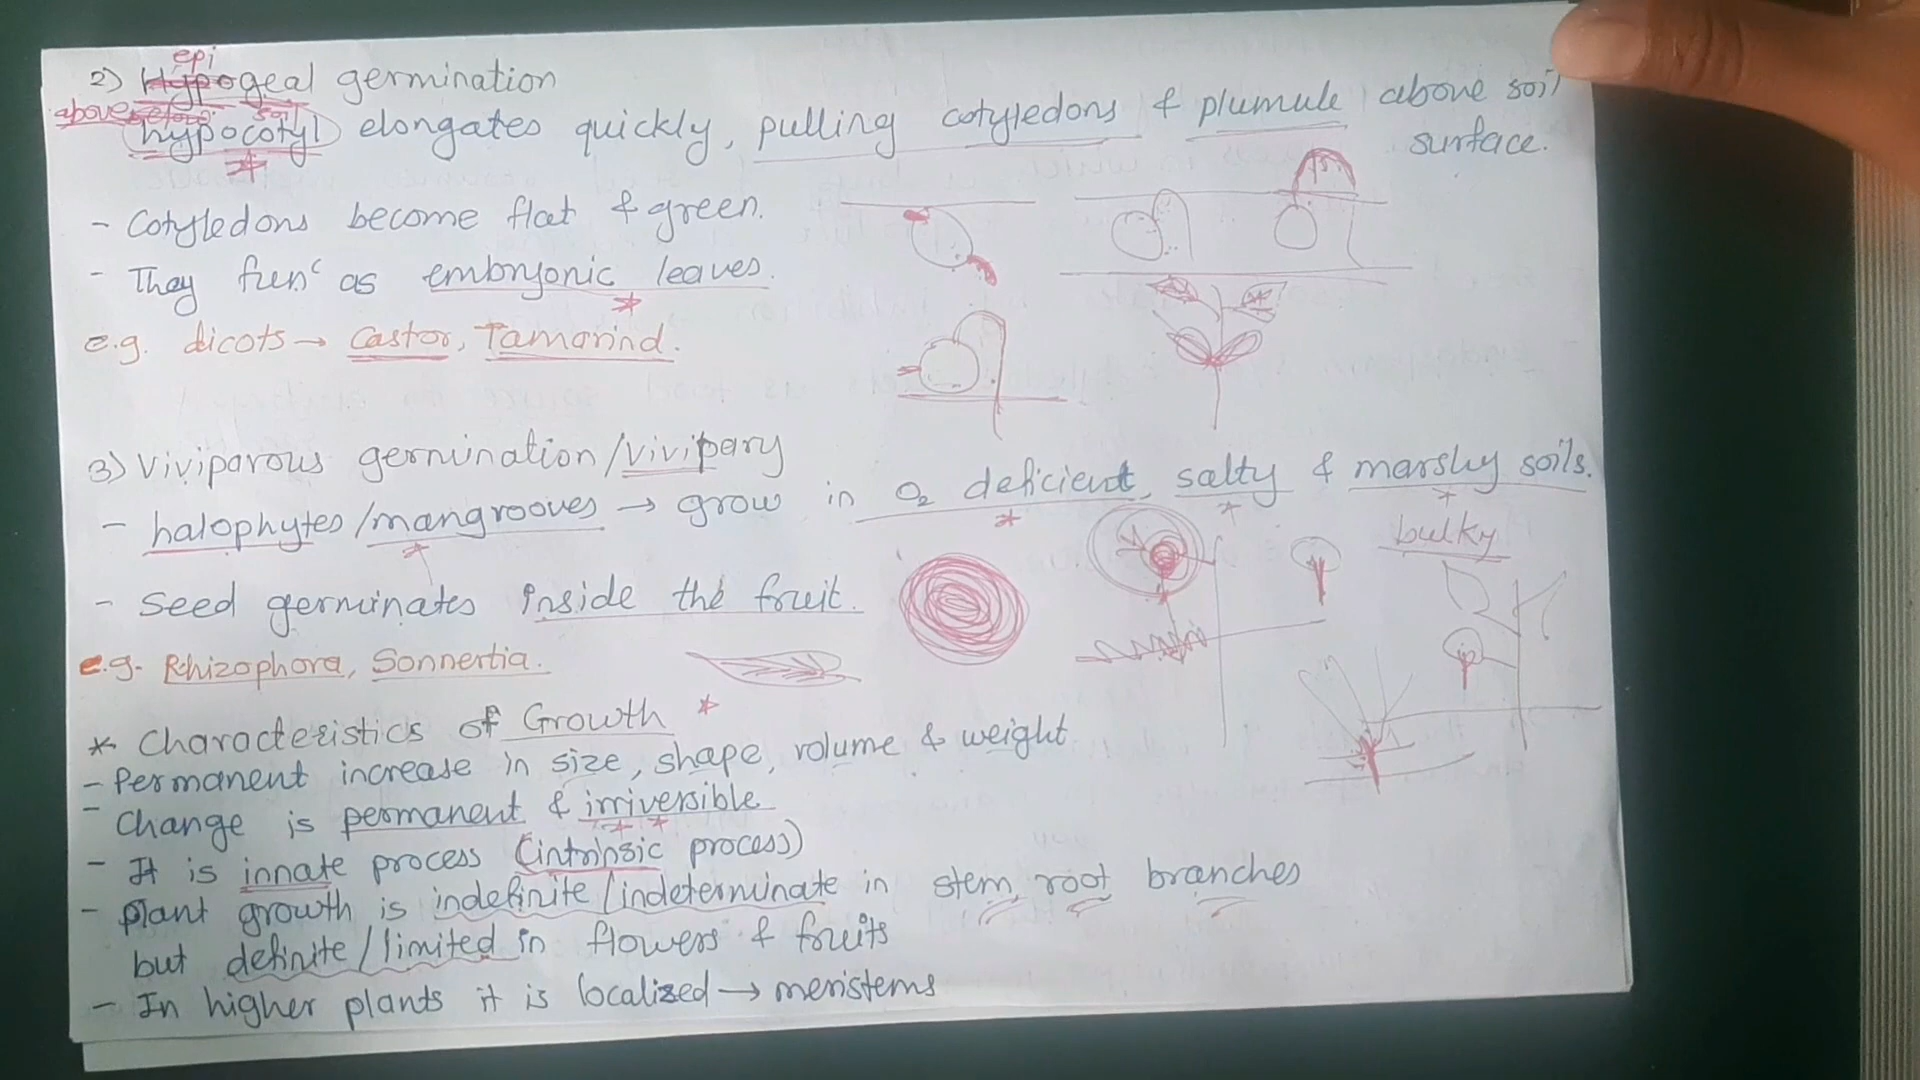 epi
2) Hypogeal germination
above soil
hypocotyl elongates quickly, pulling cotyledons & plumule above soil
surface.
- Cotyledons become flat & green.
- They funᶜ as embryonic leaves.
e.g. dicots → Castor, Tamarind.
3) Viviparous germination/vivipary
- halophytes/mangrooves → grow in O₂ deficient, salty & marshy soils.
bulky
- Seed germinates inside the fruit.
e.g. Rhizophora, Sonnertia.
* Characteristics of Growth *
- Permanent increase in size, shape, volume & weight
- Change is permanent & irriversible
- It is innate process (intrinsic process)
- Plant growth is indefinite/indeterminate in stem, root branches
but definite/limited in flowers & fruits
- In higher plants it is localized → meristems